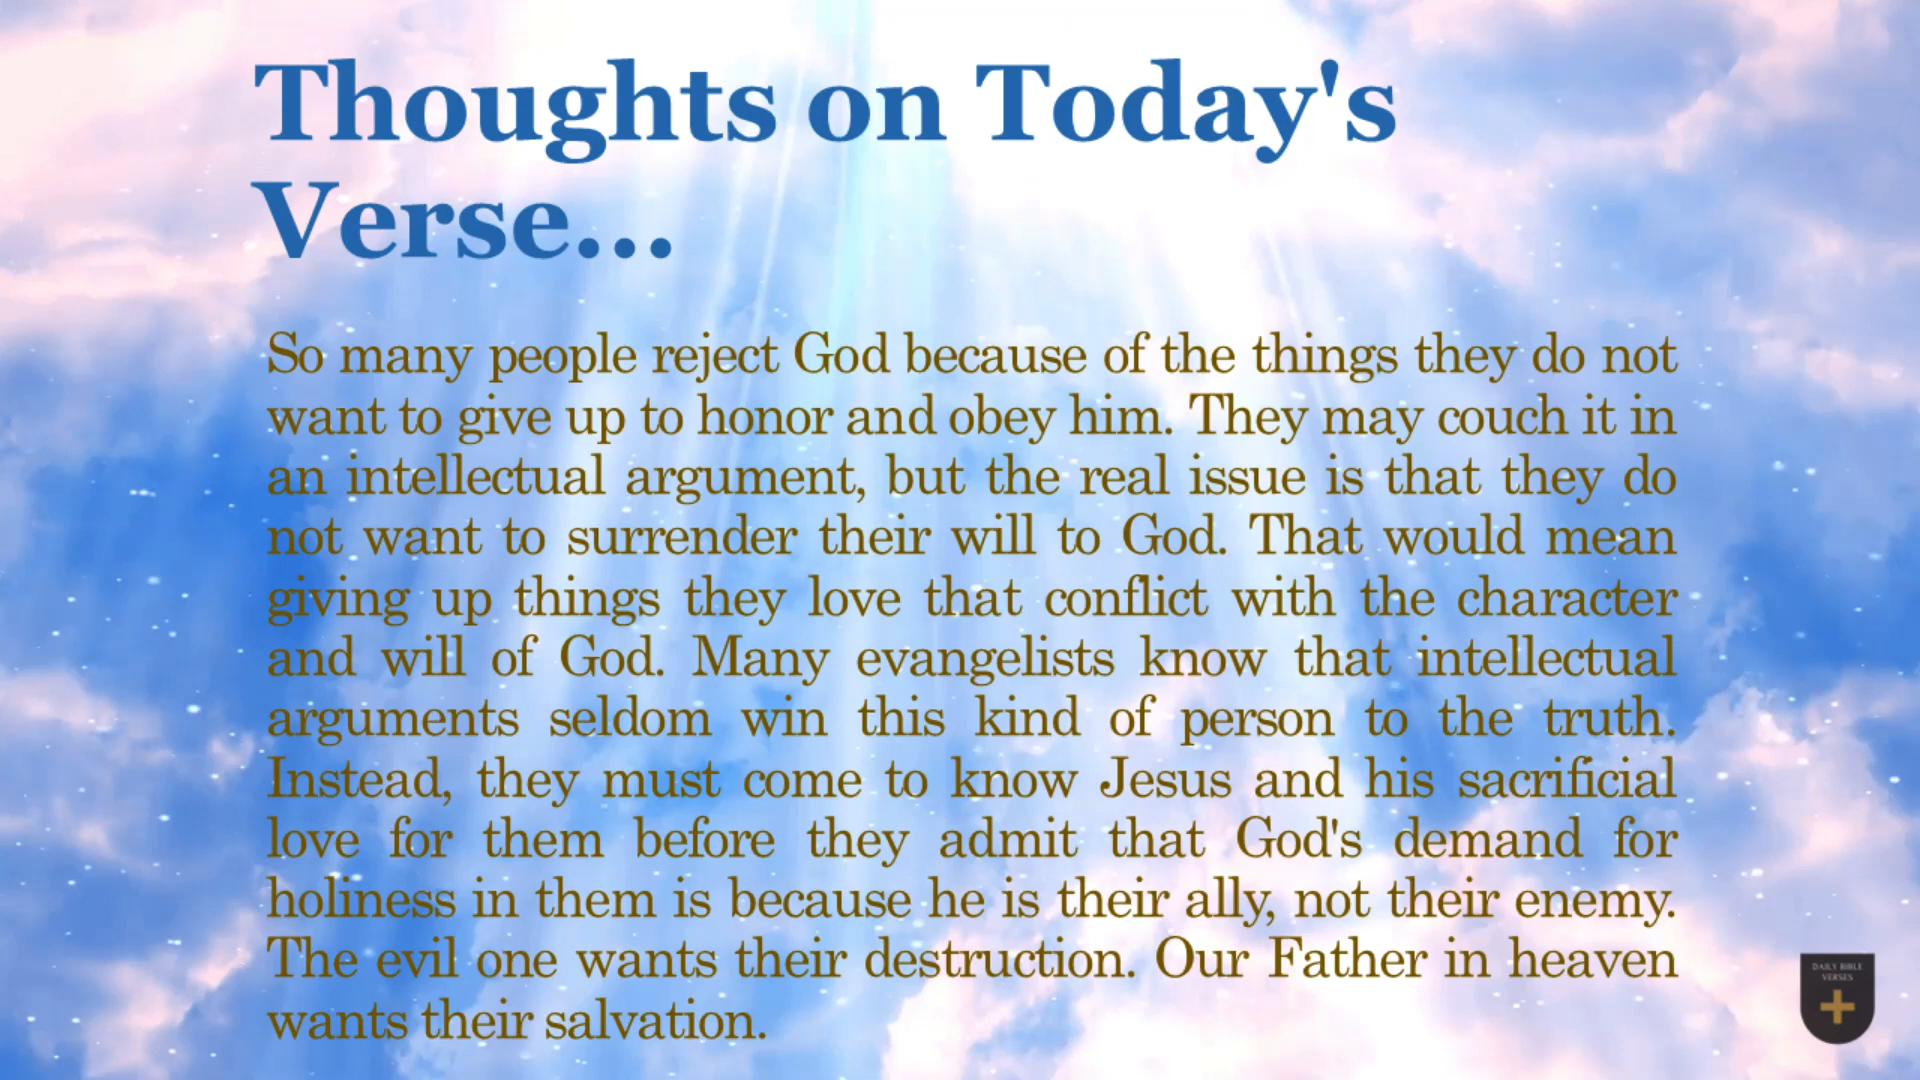 Thoughts on Today's
Verse...
So many people reject God because of the things they do not
want to give up to honor and obey him. They may couch it in
an intellectual argument, but the real issue is that they do
not want to surrender their will to God. That would mean
giving up things they love that conflict with the character
and will of God. Many evangelists know that intellectual
arguments seldom win this kind of person to the truth.
Instead, they must come to know Jesus and his sacrificial
love for them before they admit that God's demand for
holiness in them is because he is their ally, not their enemy.
The evil one wants their destruction. Our Father in heaven
wants their salvation.
DAILY BIBLE
VERSES